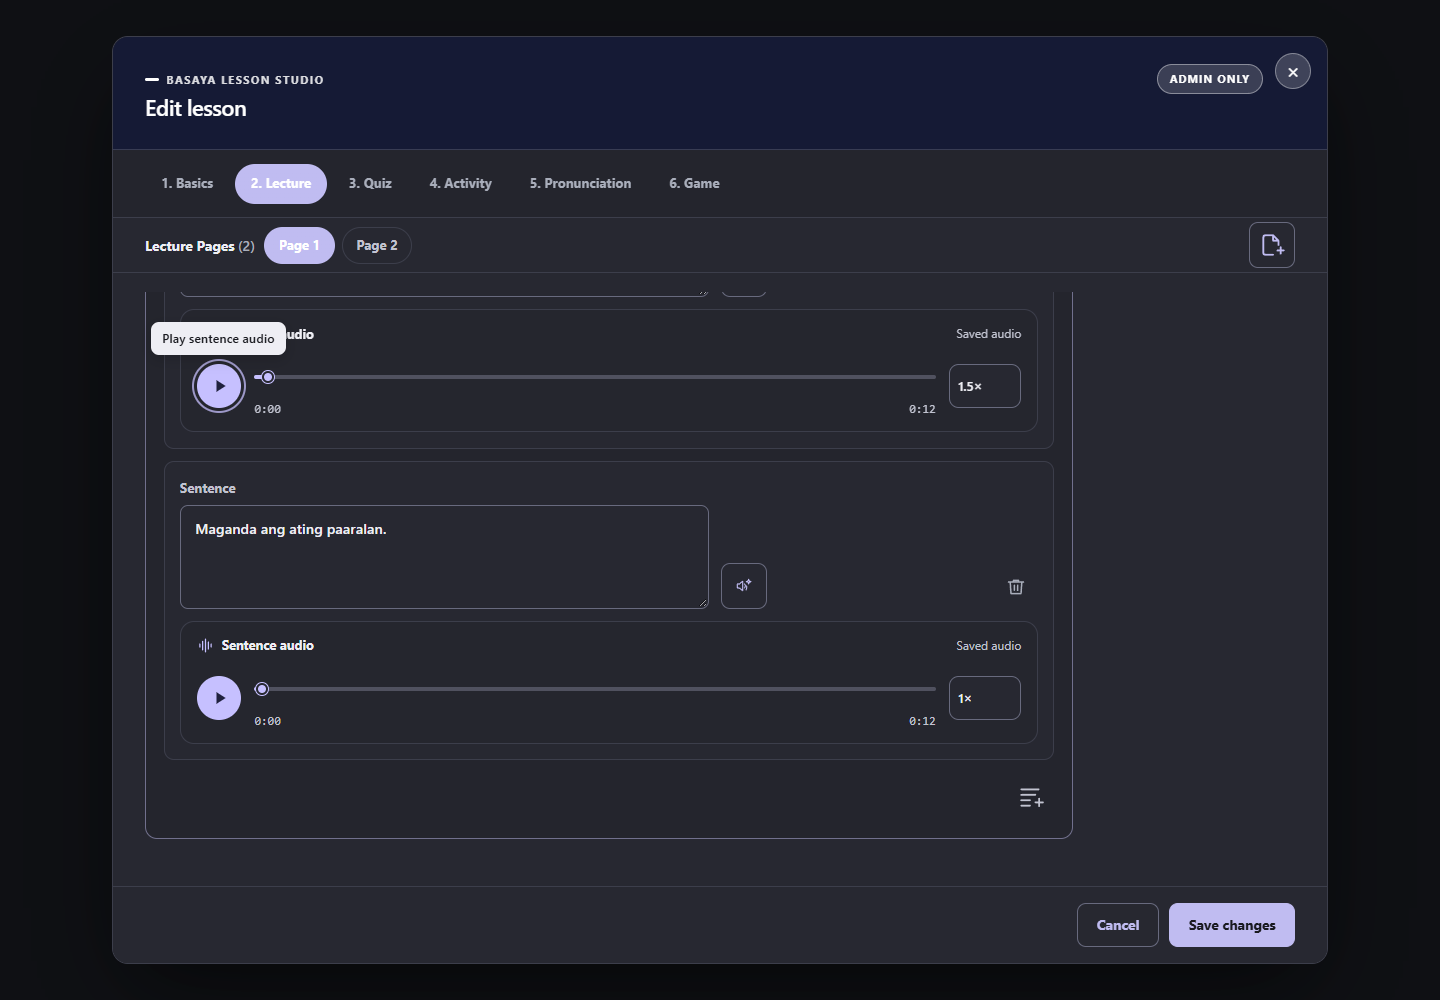 BASAYA LESSON STUDIO
ADMIN ONLY
Edit lesson
1. Basics
2. Lecture
3. Quiz
4. Activity
5. Pronunciation
6. Game
Lecture Pages (2)
Page 1
Page 2
Play sentence audio
udio
Saved audio
1.5×
0:00
0:12
Sentence
Maganda ang ating paaralan.
Sentence audio
Saved audio
1×
0:00
0:12
Cancel
Save changes